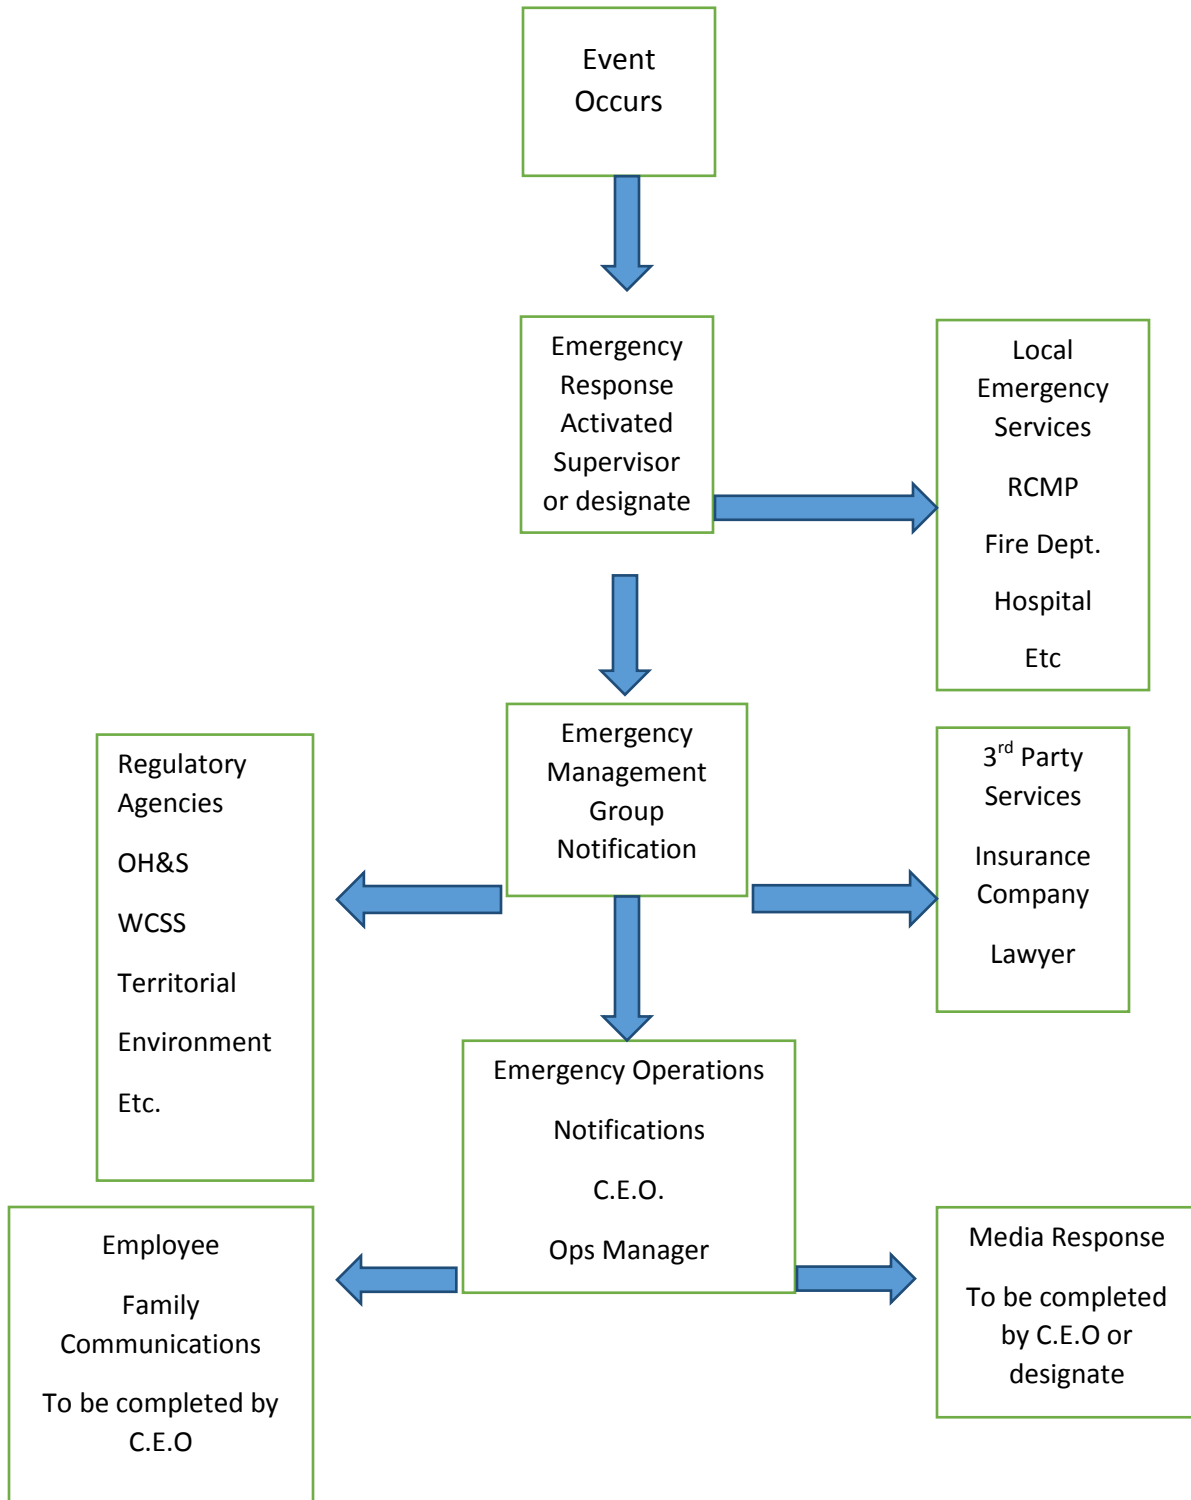 Event
Occurs
Emergency
Response
Activated
Supervisor
or designate
Local
Emergency
Services
RCMP
Fire Dept.
Hospital
Etc
Emergency
Management
Group
Notification
Regulatory
Agencies
OH&S
WCSS
Territorial
Environment
Etc.
3rd Party
Services
Insurance
Company
Lawyer
Emergency Operations
Notifications
C.E.O.
Ops Manager
Employee
Family
Communications
To be completed by
C.E.O
Media Response
To be completed
by C.E.O or
designate